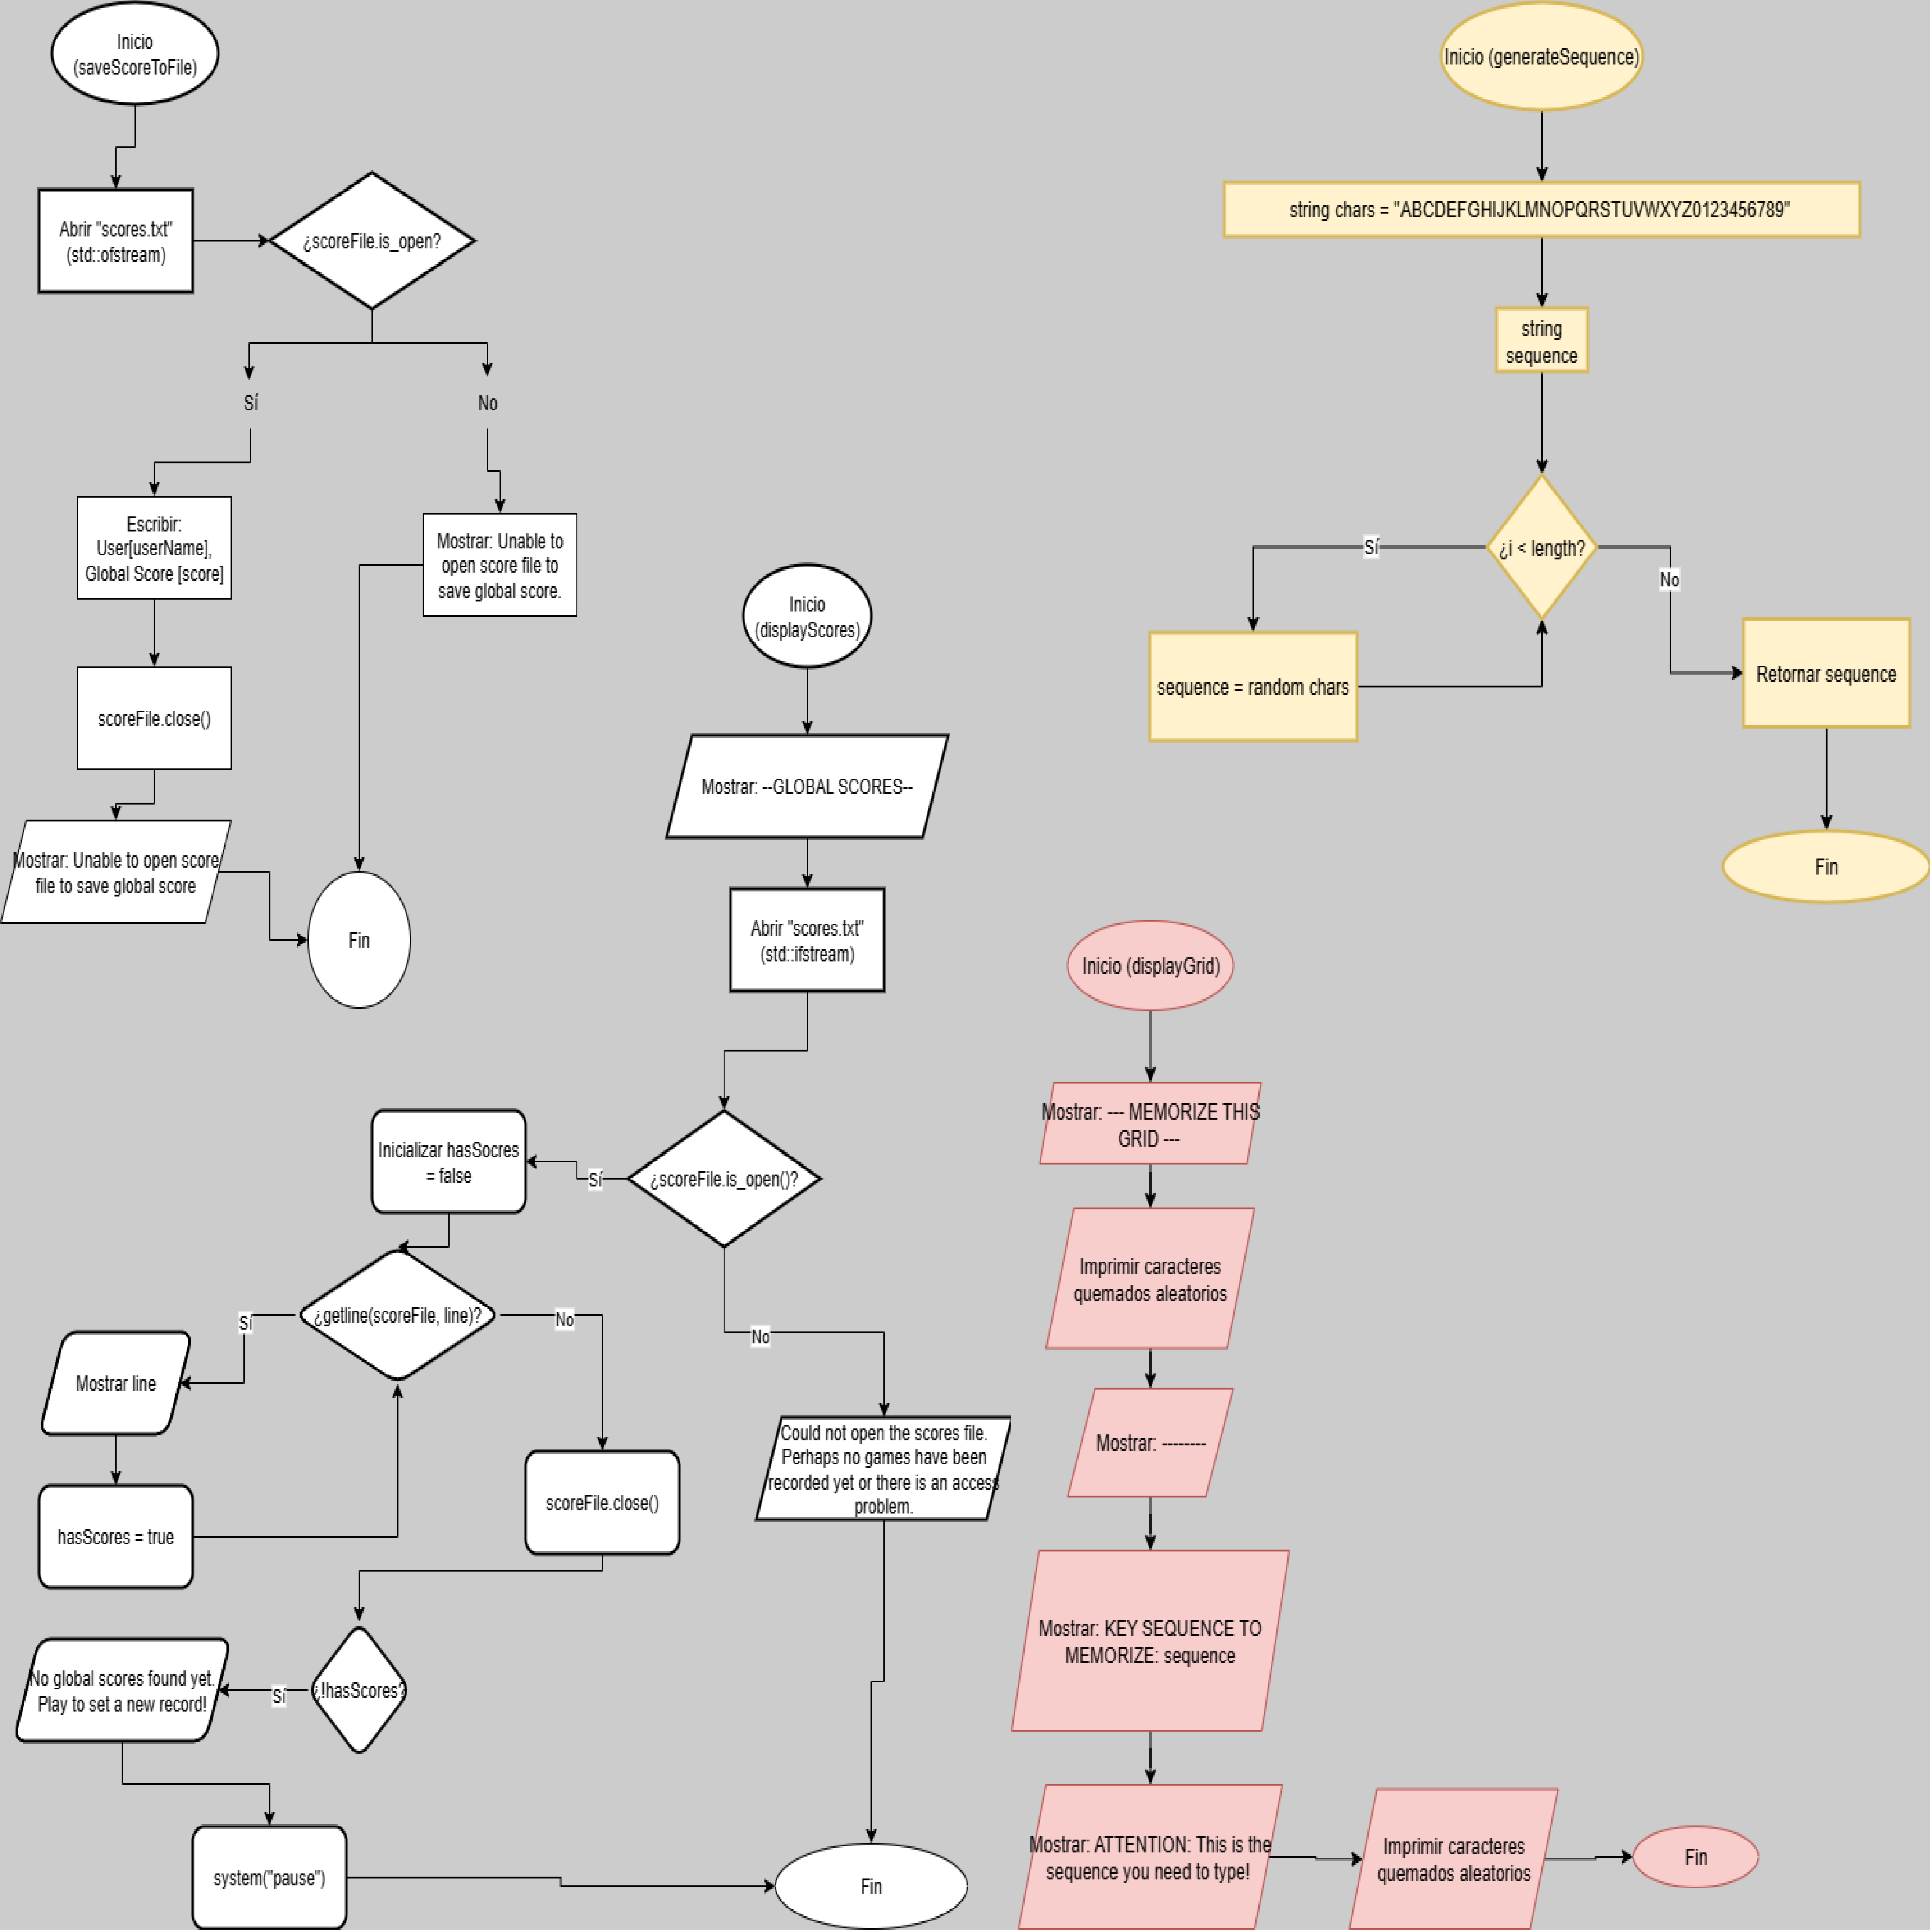 Inicio
(saveScoreToFile)
Abrir "scores.txt"
(std::ofstream)
¿scoreFile.is_open?
Sí
No
Escribir:
User[userName],
Global Score [score]
Mostrar: Unable to
open score file to
save global score.
scoreFile.close()
Mostrar: Unable to open score
file to save global score
Fin
Inicio
(displayScores)
Mostrar: --GLOBAL SCORES--
Abrir "scores.txt"
(std::ifstream)
¿scoreFile.is_open()?
Sí
No
Inicializar hasSocres
= false
¿getline(scoreFile, line)?
Sí
No
Mostrar line
hasScores = true
scoreFile.close()
Could not open the scores file.
Perhaps no games have been
recorded yet or there is an access
problem.
¿!hasScores?
Sí
No global scores found yet.
Play to set a new record!
system("pause")
Fin
Inicio (generateSequence)
string chars = "ABCDEFGHIJKLMNOPQRSTUVWXYZ0123456789"
string
sequence
¿i < length?
Sí
No
sequence = random chars
Retornar sequence
Fin
Inicio (displayGrid)
Mostrar: --- MEMORIZE THIS
GRID ---
Imprimir caracteres
quemados aleatorios
Mostrar: --------
Mostrar: KEY SEQUENCE TO
MEMORIZE: sequence
Mostrar: ATTENTION: This is the
sequence you need to type!
Imprimir caracteres
quemados aleatorios
Fin